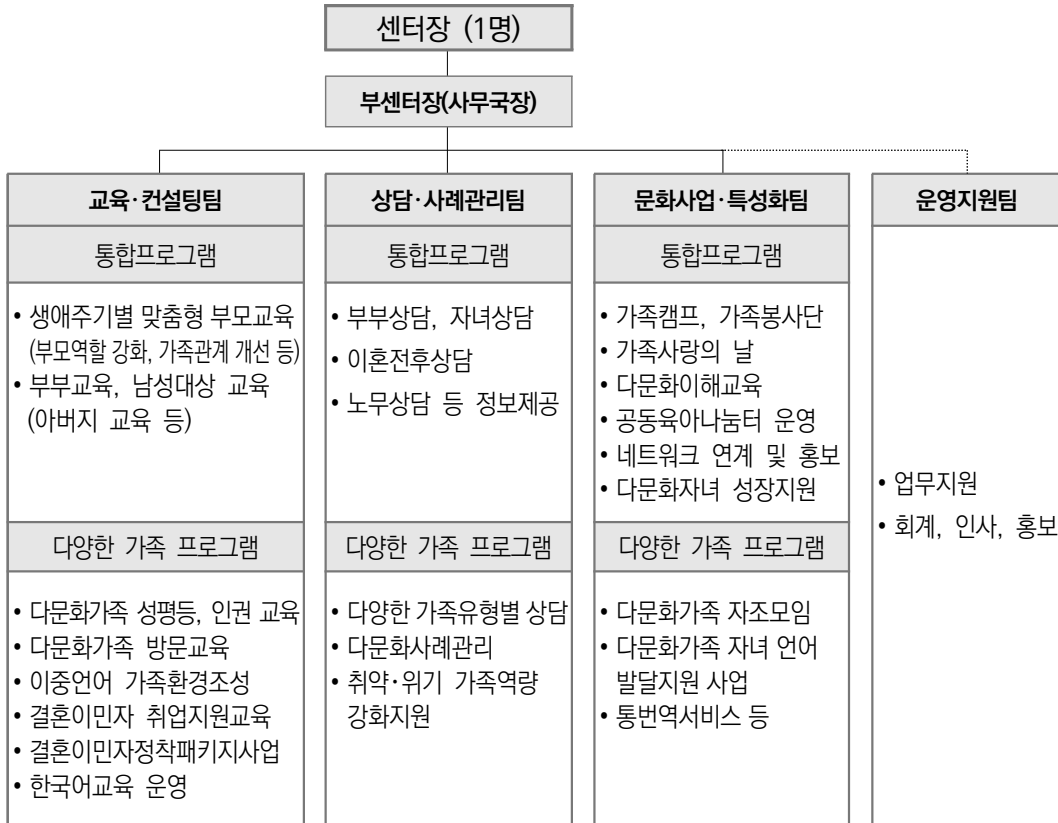 센터장 (1명)
부센터장(사무국장)
교육·컨설팅팀
통합프로그램
• 생애주기별 맞춤형 부모교육
(부모역할 강화, 가족관계 개선 등)
• 부부교육, 남성대상 교육
(아버지 교육 등)
다양한 가족 프로그램
• 다문화가족 성평등, 인권 교육
• 다문화가족 방문교육
• 이중언어 가족환경조성
• 결혼이민자 취업지원교육
• 결혼이민자정착패키지사업
• 한국어교육 운영
상담·사례관리팀
통합프로그램
• 부부상담, 자녀상담
• 이혼전후상담
• 노무상담 등 정보제공
다양한 가족 프로그램
• 다양한 가족유형별 상담
• 다문화사례관리
• 취약·위기 가족역량
강화지원
문화사업·특성화팀
통합프로그램
• 가족캠프, 가족봉사단
• 가족사랑의 날
• 다문화이해교육
• 공동육아나눔터 운영
• 네트워크 연계 및 홍보
• 다문화자녀 성장지원
다양한 가족 프로그램
• 다문화가족 자조모임
• 다문화가족 자녀 언어
발달지원 사업
• 통번역서비스 등
운영지원팀
• 업무지원
• 회계, 인사, 홍보